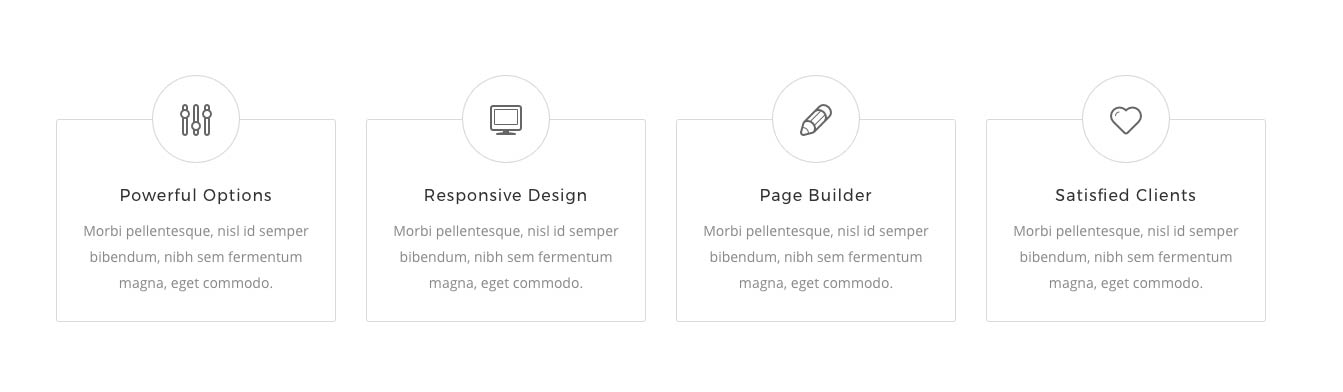 Powerful Options
Morbi pellentesque, nisl id semper
bibendum, nibh sem fermentum
magna, eget commodo.
Responsive Design
Morbi pellentesque, nisl id semper
bibendum, nibh sem fermentum
magna, eget commodo.
Page Builder
Morbi pellentesque, nisl id semper
bibendum, nibh sem fermentum
magna, eget commodo.
Satisfied Clients
Morbi pellentesque, nisl id semper
bibendum, nibh sem fermentum
magna, eget commodo.